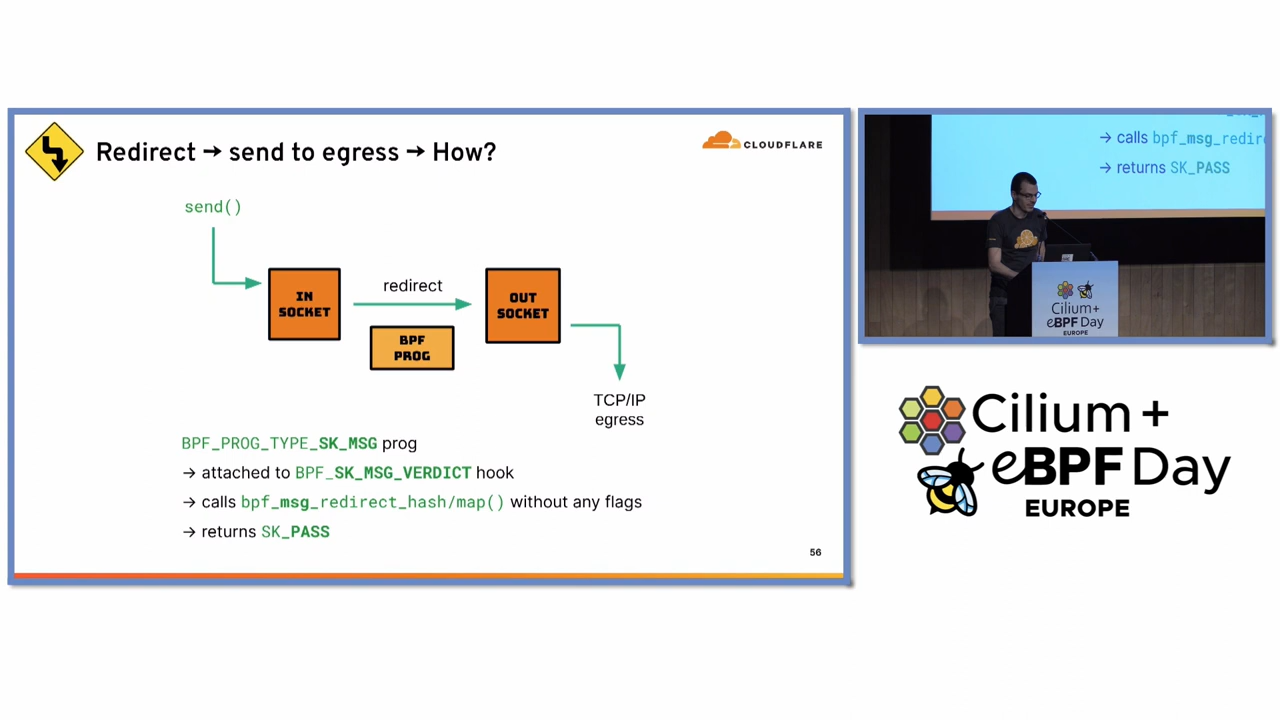 Redirect → send to egress → How?
CLOUDFLARE
send()
IN
SOCKET
redirect
BPF
PROG
OUT
SOCKET
TCP/IP
egress
BPF_PROG_TYPE_SK_MSG prog
→ attached to BPF_SK_MSG_VERDICT hook
→ calls bpf_msg_redirect_hash/map() without any flags
→ returns SK_PASS
56
→ calls bpf_msg_redire
→ returns SK_PASS
Cilium+
eBPF Day
EUROPE
Cilium +
eBPF Day
EUROPE